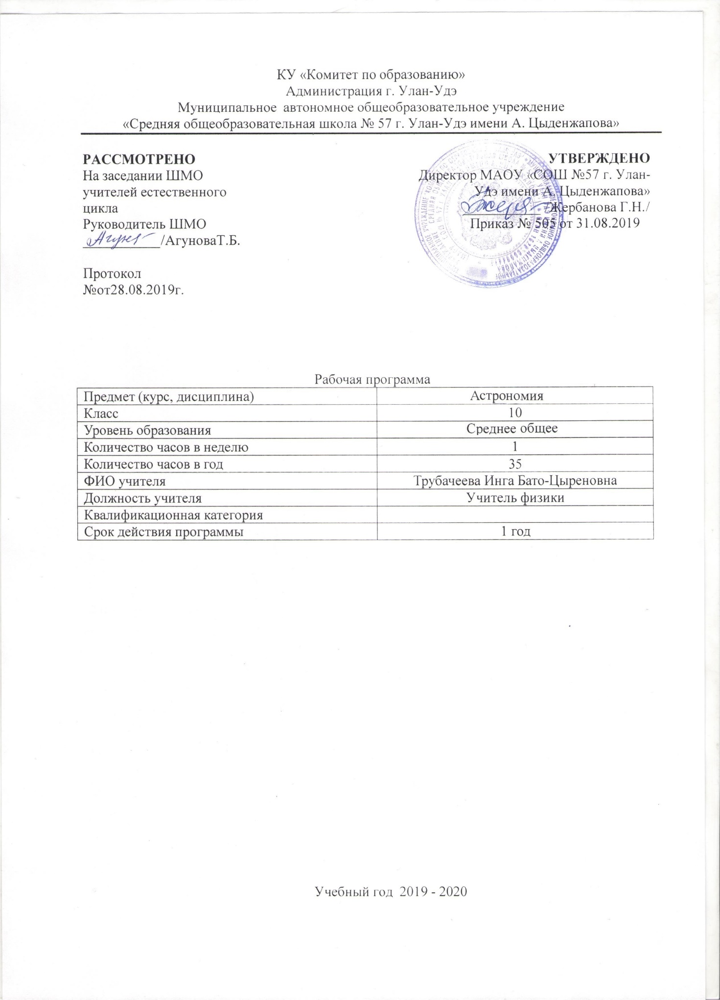 КУ «Комитет по образованию»
Администрация г. Улан-Удэ
Муниципальное автономное общеобразовательное учреждение
«Средняя общеобразовательная школа № 57 г. Улан-Удэ имени А. Цыденжапова»
РАССМОТРЕНО
На заседании ШМО
учителей естественного
цикла
Руководитель ШМО
/АгуноваТ.Б.
Протокол
№от28.08.2019г.
УТВЕРЖДЕНО
Директор МАОУ «СОШ №57 г. Улан-
Удэ имени А. Цыденжапова»
/Жербанова Г.Н./
Приказ № 505 от 31.08.2019
Рабочая программа
Предмет (курс, дисциплина) Астрономия
Класс 10
Уровень образования Среднее общее
Количество часов в неделю 1
Количество часов в год 35
ФИО учителя Трубачеева Инга Бато-Цыреновна
Должность учителя Учитель физики
Квалификационная категория
Срок действия программы 1 год
Учебный год 2019 - 2020